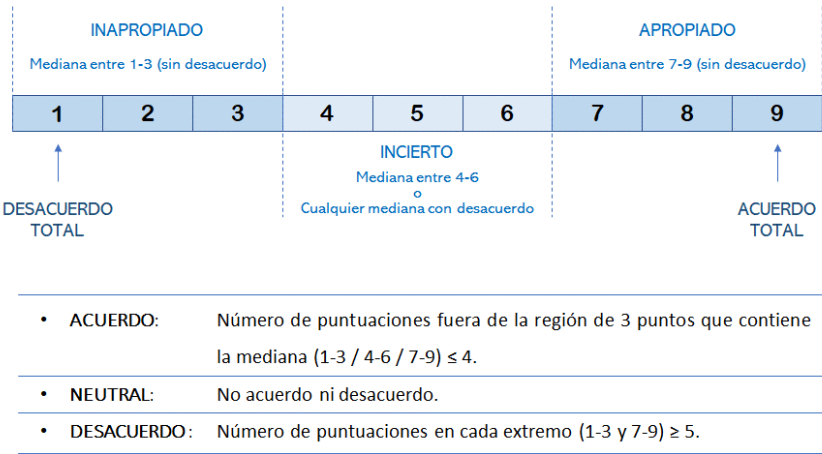 INAPROPIADO
Mediana entre 1-3 (sin desacuerdo)
APROPIADO
Mediana entre 7-9 (sin desacuerdo)
1 2 3 4 5 6 7 8 9
INCIERTO
Mediana entre 4-6
o
Cualquier mediana con desacuerdo
DESACUERDO
TOTAL
ACUERDO
TOTAL
• ACUERDO: Número de puntuaciones fuera de la región de 3 puntos que contiene
la mediana (1-3 / 4-6 / 7-9) ≤ 4.
• NEUTRAL: No acuerdo ni desacuerdo.
• DESACUERDO: Número de puntuaciones en cada extremo (1-3 y 7-9) ≥ 5.